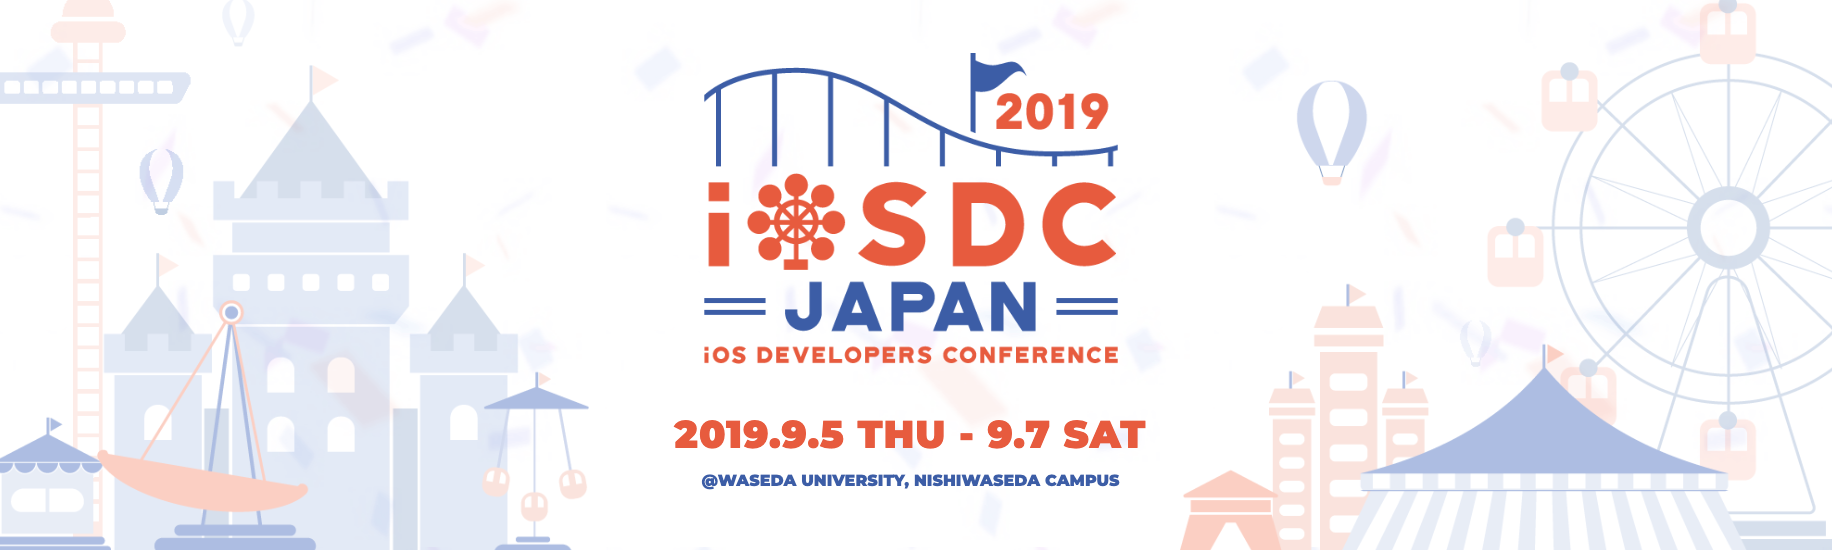 2019
iOSDC
JAPAN
iOS DEVELOPERS CONFERENCE
2019.9.5 THU - 9.7 SAT
@WASEDA UNIVERSITY, NISHIWASEDA CAMPUS